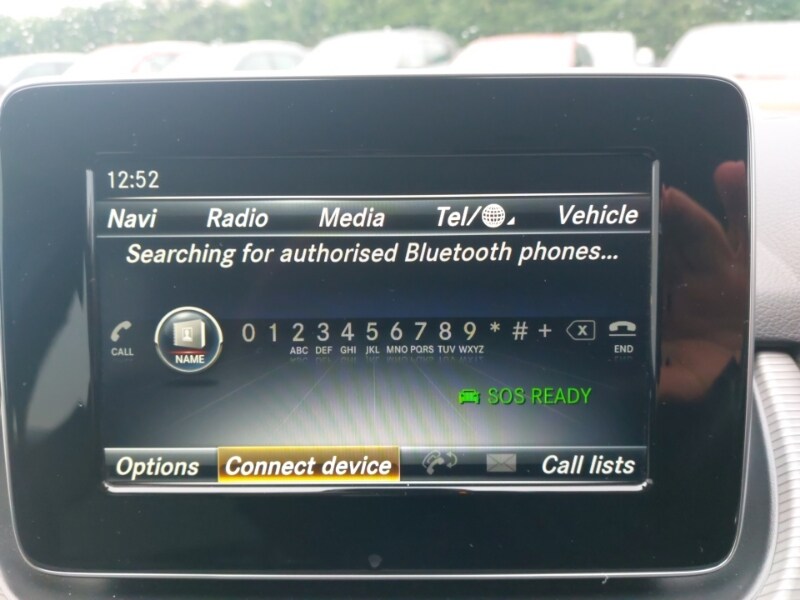 12:52
Navi Radio Media Tel/ Vehicle
Searching for authorised Bluetooth phones...
CALL NAME 0 1 2 3 4 5 6 7 8 9 * # + X END
ABC DEF GHI JKL MNO PQRS TUV WXYZ
SOS READY
Options Connect device Call lists